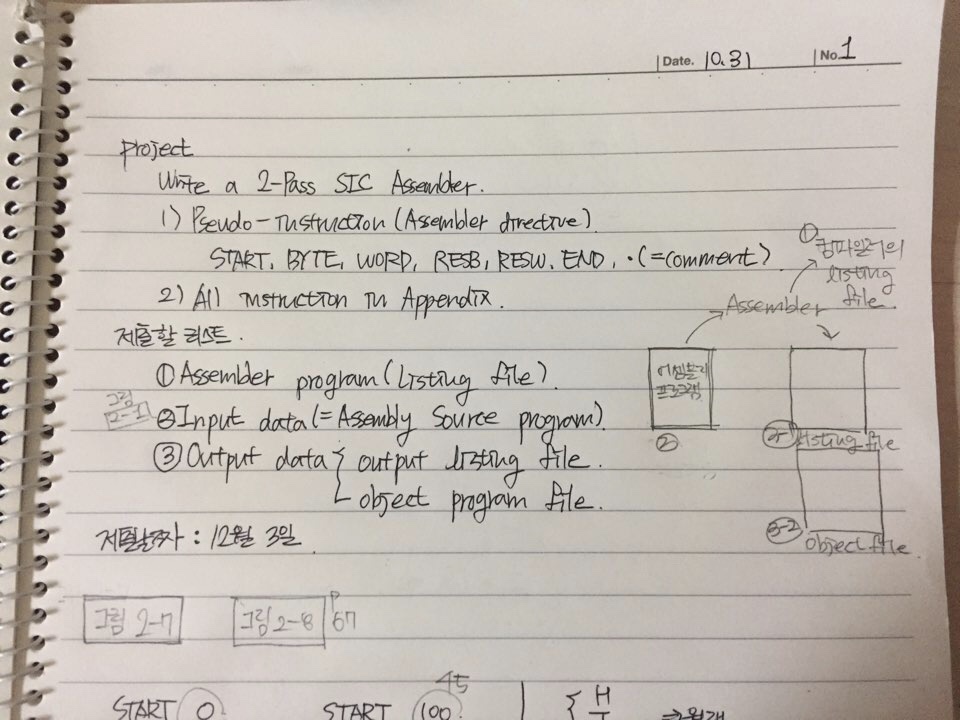 Date. 10.31 No. 1
project
Write a 2-Pass SIC Assembler.
1) Pseudo-instruction (Assembler directive)
START, BYTE, WORD, RESB, RESW, END, ·(=comment)
2) All instruction in Appendix.
제출할 리스트.
① Assembler program (Listing file).
그림 2-1
② Input data (= Assembly Source program).
③ Output data { output listing file.
object program file.
제출날짜 : 12월 3일
① 컴파일러의
listing
file.
Assembler
어셈블리
프로그램
②
listing file
3-2
object file.
그림 2-7 그림 2-8 P 67
45
START 0 START 100 { H
T